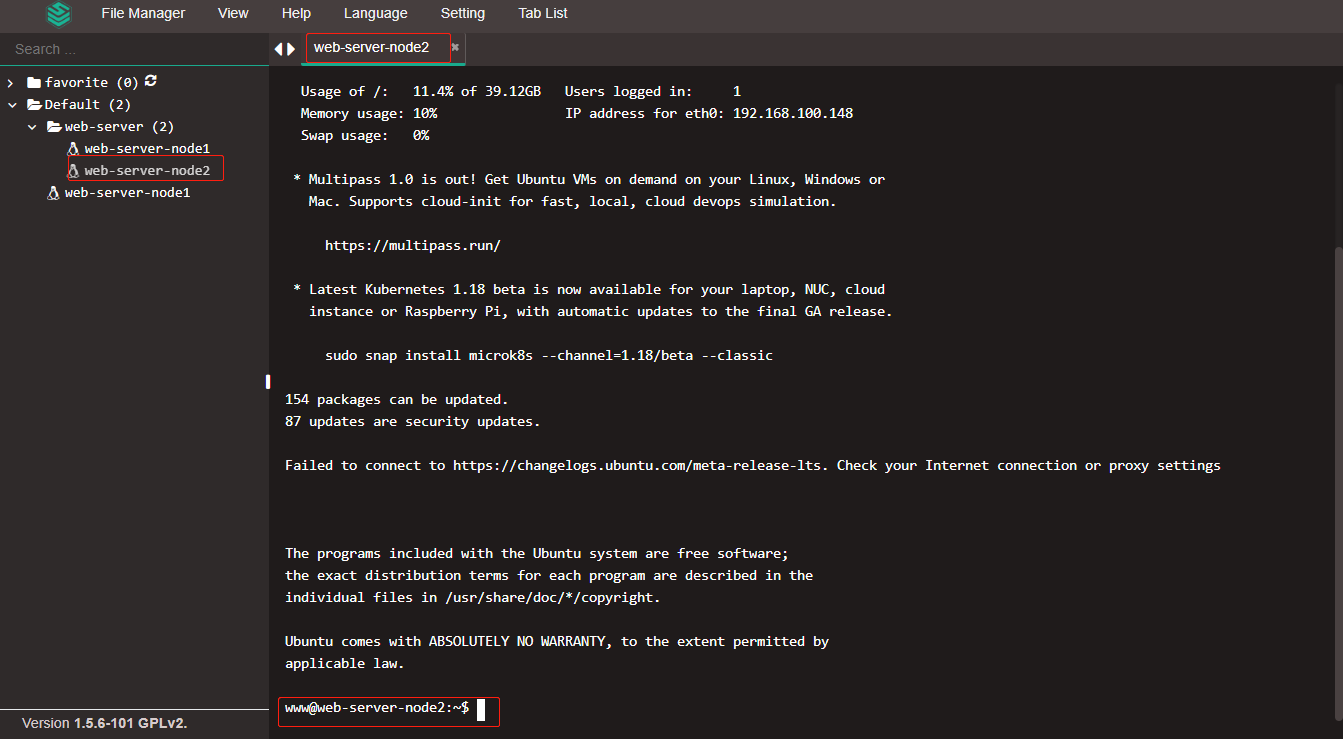 File Manager View Help Language Setting Tab List
Search ...
web-server-node2
favorite (0)
Default (2)
web-server (2)
web-server-node1
web-server-node2
web-server-node1
Usage of /: 11.4% of 39.12GB Users logged in: 1
Memory usage: 10% IP address for eth0: 192.168.100.148
Swap usage: 0%
* Multipass 1.0 is out! Get Ubuntu VMs on demand on your Linux, Windows or
Mac. Supports cloud-init for fast, local, cloud devops simulation.
https://multipass.run/
* Latest Kubernetes 1.18 beta is now available for your laptop, NUC, cloud
instance or Raspberry Pi, with automatic updates to the final GA release.
sudo snap install microk8s --channel=1.18/beta --classic
154 packages can be updated.
87 updates are security updates.
Failed to connect to https://changelogs.ubuntu.com/meta-release-lts. Check your Internet connection or proxy settings
The programs included with the Ubuntu system are free software;
the exact distribution terms for each program are described in the
individual files in /usr/share/doc/*/copyright.
Ubuntu comes with ABSOLUTELY NO WARRANTY, to the extent permitted by
applicable law.
www@web-server-node2:~$
Version 1.5.6-101 GPLv2.